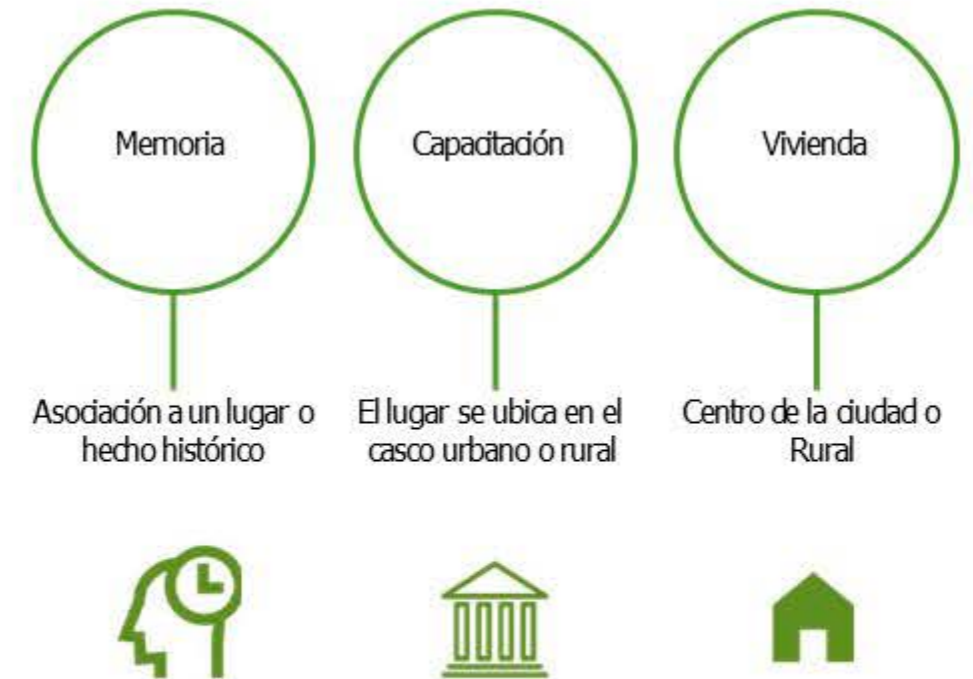 Memoria
Capacitación
Vivienda
Asociación a un lugar o
hecho histórico
El lugar se ubica en el
casco urbano o rural
Centro de la ciudad o
Rural